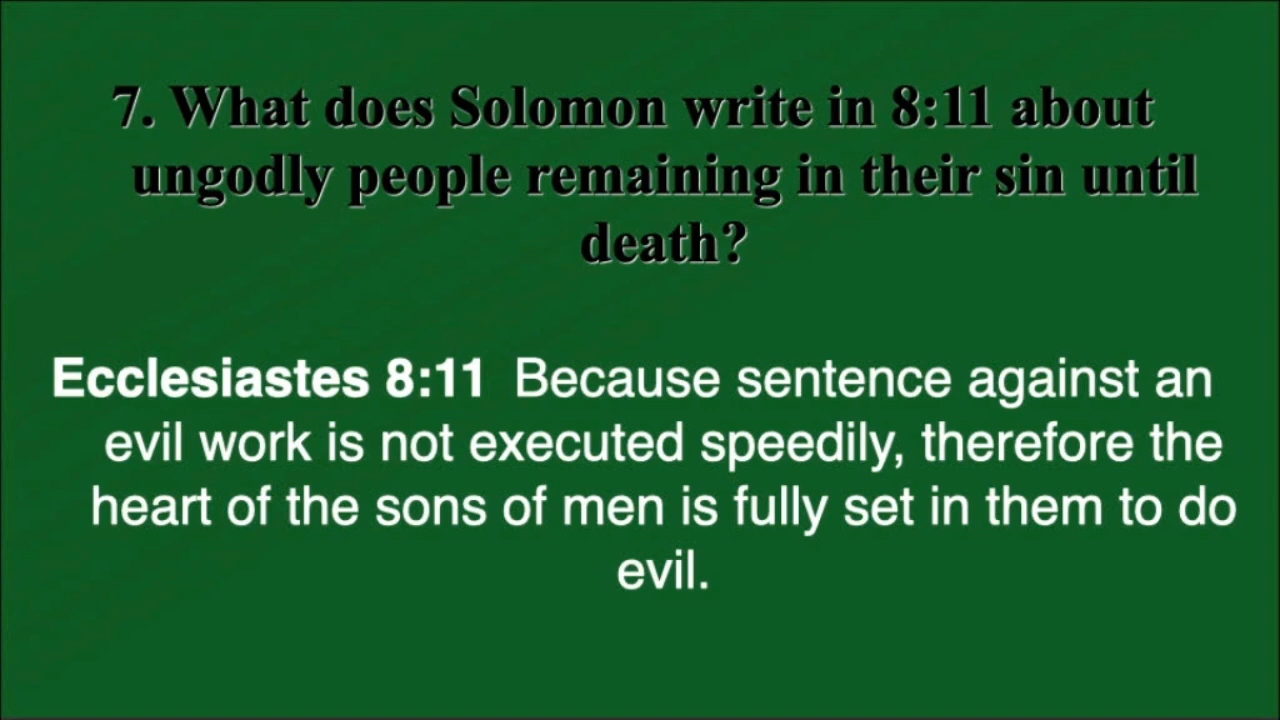 7. What does Solomon write in 8:11 about
ungodly people remaining in their sin until
death?
Ecclesiastes 8:11 Because sentence against an
evil work is not executed speedily, therefore the
heart of the sons of men is fully set in them to do
evil.